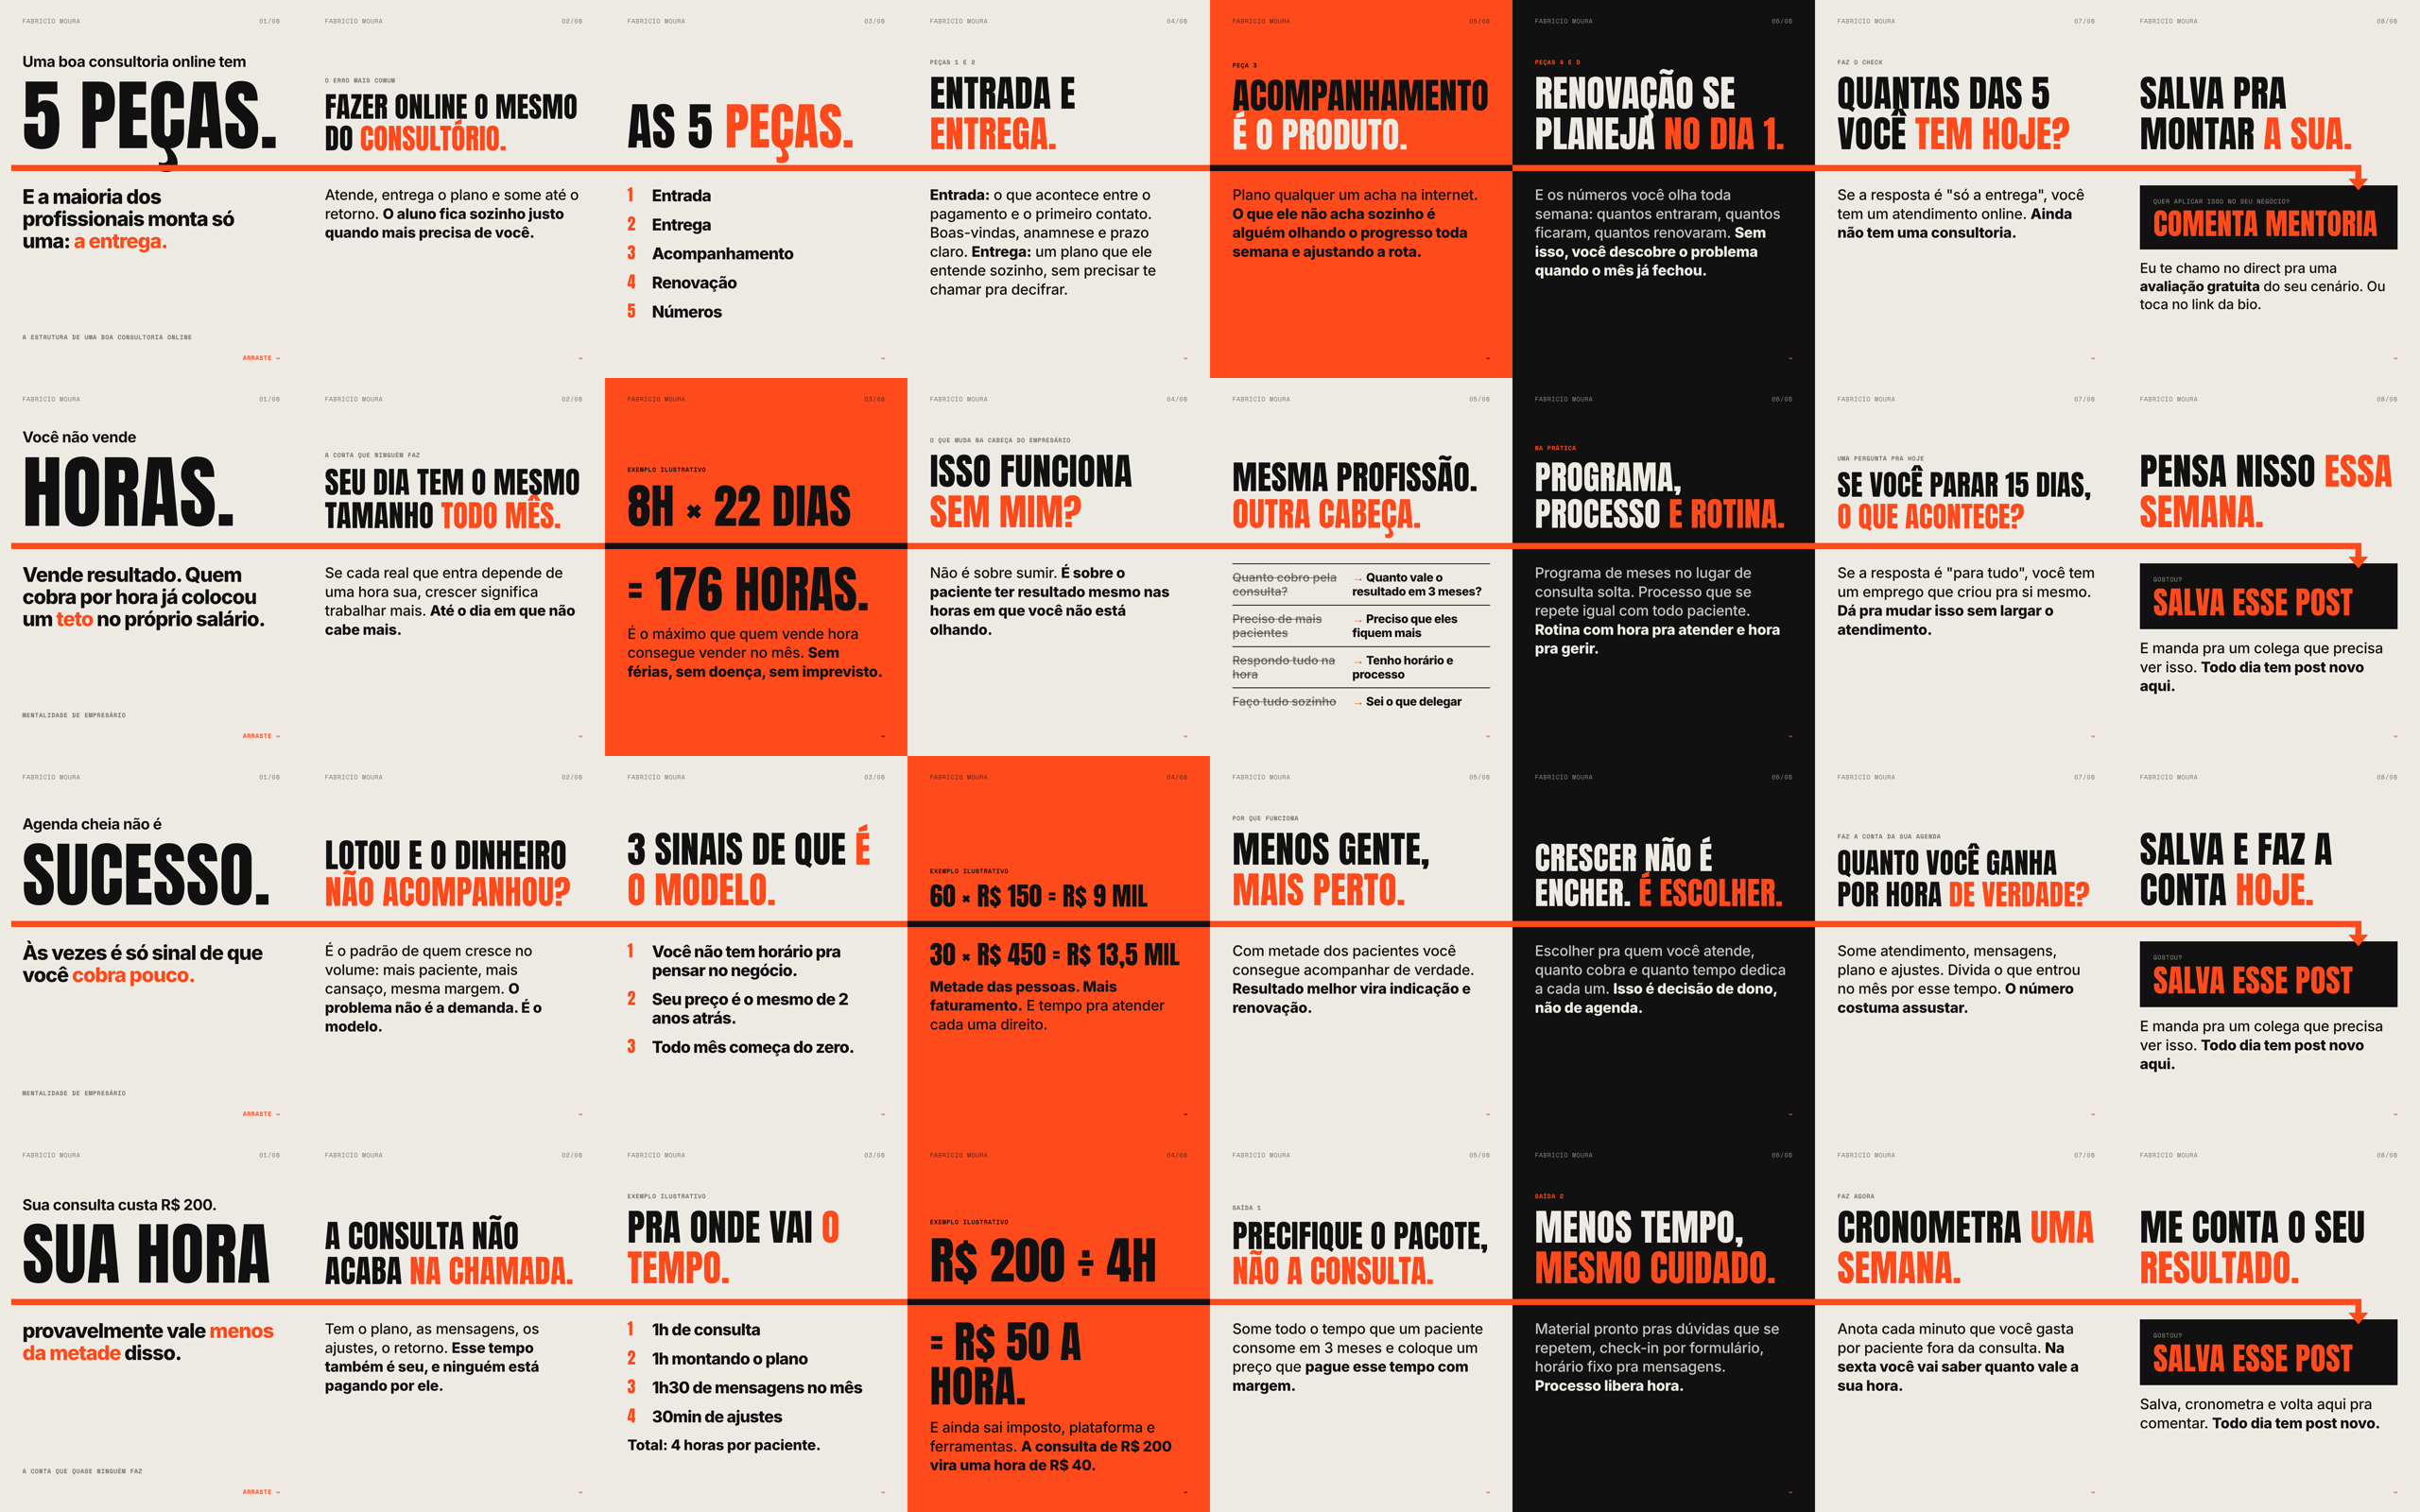 FABRICIO MOURA 01/08
Uma boa consultoria online tem
5 PEÇAS.
E a maioria dos
profissionais monta só
uma: a entrega.
A ESTRUTURA DE UMA BOA CONSULTORIA ONLINE
ARRASTE →
FABRICIO MOURA 02/08
O ERRO MAIS COMUM
FAZER ONLINE O MESMO
DO CONSULTÓRIO.
Atende, entrega o plano e some até o
retorno. O aluno fica sozinho justo
quando mais precisa de você.
→
FABRICIO MOURA 03/08
AS 5 PEÇAS.
1 Entrada
2 Entrega
3 Acompanhamento
4 Renovação
5 Números
→
FABRICIO MOURA 04/08
PEÇAS 1 E 2
ENTRADA E
ENTREGA.
Entrada: o que acontece entre o
pagamento e o primeiro contato.
Boas-vindas, anamnese e prazo
claro. Entrega: um plano que ele
entende sozinho, sem precisar te
chamar pra decifrar.
→
FABRICIO MOURA 05/08
PEÇA 3
ACOMPANHAMENTO
É O PRODUTO.
Plano qualquer um acha na internet.
O que ele não acha sozinho é
alguém olhando o progresso toda
semana e ajustando a rota.
→
FABRICIO MOURA 06/08
PEÇAS 4 E 5
RENOVAÇÃO SE
PLANEJA NO DIA 1.
E os números você olha toda
semana: quantos entraram, quantos
ficaram, quantos renovaram. Sem
isso, você descobre o problema
quando o mês já fechou.
→
FABRICIO MOURA 07/08
FAZ O CHECK
QUANTAS DAS 5
VOCÊ TEM HOJE?
Se a resposta é "só a entrega", você
tem um atendimento online. Ainda
não tem uma consultoria.
→
FABRICIO MOURA 08/08
SALVA PRA
MONTAR A SUA.
QUER APLICAR ISSO NO SEU NEGÓCIO?
COMENTA MENTORIA
Eu te chamo no direct pra uma
avaliação gratuita do seu cenário. Ou
toca no link da bio.
→
FABRICIO MOURA 01/08
Você não vende
HORAS.
Vende resultado. Quem
cobra por hora já colocou
um teto no próprio salário.
MENTALIDADE DE EMPRESÁRIO
ARRASTE →
FABRICIO MOURA 02/08
A CONTA QUE NINGUÉM FAZ
SEU DIA TEM O MESMO
TAMANHO TODO MÊS.
Se cada real que entra depende de
uma hora sua, crescer significa
trabalhar mais. Até o dia em que não
cabe mais.
→
FABRICIO MOURA 03/08
EXEMPLO ILUSTRATIVO
8H × 22 DIAS
= 176 HORAS.
É o máximo que quem vende hora
consegue vender no mês. Sem
férias, sem doença, sem imprevisto.
→
FABRICIO MOURA 04/08
O QUE MUDA NA CABEÇA DO EMPRESÁRIO
ISSO FUNCIONA
SEM MIM?
Não é sobre sumir. É sobre o
paciente ter resultado mesmo nas
horas em que você não está
olhando.
→
FABRICIO MOURA 05/08
MESMA PROFISSÃO.
OUTRA CABEÇA.
Quanto cobro pela
consulta?
→ Quanto vale o
resultado em 3 meses?
Preciso de mais
pacientes
→ Preciso que eles
fiquem mais
Respondo tudo na
hora
→ Tenho horário e
processo
Faço tudo sozinho
→ Sei o que delegar
→
FABRICIO MOURA 06/08
NA PRÁTICA
PROGRAMA,
PROCESSO E ROTINA.
Programa de meses no lugar de
consulta solta. Processo que se
repete igual com todo paciente.
Rotina com hora pra atender e hora
pra gerir.
→
FABRICIO MOURA 07/08
UMA PERGUNTA PRA HOJE
SE VOCÊ PARAR 15 DIAS,
O QUE ACONTECE?
Se a resposta é "para tudo", você tem
um emprego que criou pra si mesmo.
Dá pra mudar isso sem largar o
atendimento.
→
FABRICIO MOURA 08/08
PENSA NISSO ESSA
SEMANA.
GOSTOU?
SALVA ESSE POST
E manda pra um colega que precisa
ver isso. Todo dia tem post novo
aqui.
→
FABRICIO MOURA 01/08
Agenda cheia não é
SUCESSO.
Às vezes é só sinal de que
você cobra pouco.
MENTALIDADE DE EMPRESÁRIO
ARRASTE →
FABRICIO MOURA 02/08
LOTOU E O DINHEIRO
NÃO ACOMPANHOU?
É o padrão de quem cresce no
volume: mais paciente, mais
cansaço, mesma margem. O
problema não é a demanda. É o
modelo.
→
FABRICIO MOURA 03/08
3 SINAIS DE QUE É
O MODELO.
1 Você não tem horário pra
pensar no negócio.
2 Seu preço é o mesmo de 2
anos atrás.
3 Todo mês começa do zero.
→
FABRICIO MOURA 04/08
EXEMPLO ILUSTRATIVO
60 × R$ 150 = R$ 9 MIL
30 × R$ 450 = R$ 13,5 MIL
Metade das pessoas. Mais
faturamento. E tempo pra atender
cada uma direito.
→
FABRICIO MOURA 05/08
POR QUE FUNCIONA
MENOS GENTE,
MAIS PERTO.
Com metade dos pacientes você
consegue acompanhar de verdade.
Resultado melhor vira indicação e
renovação.
→
FABRICIO MOURA 06/08
CRESCER NÃO É
ENCHER. É ESCOLHER.
Escolher pra quem você atende,
quanto cobra e quanto tempo dedica
a cada um. Isso é decisão de dono,
não de agenda.
→
FABRICIO MOURA 07/08
FAZ A CONTA DA SUA AGENDA
QUANTO VOCÊ GANHA
POR HORA DE VERDADE?
Some atendimento, mensagens,
plano e ajustes. Divida o que entrou
no mês por esse tempo. O número
costuma assustar.
→
FABRICIO MOURA 08/08
SALVA E FAZ A
CONTA HOJE.
GOSTOU?
SALVA ESSE POST
E manda pra um colega que precisa
ver isso. Todo dia tem post novo
aqui.
→
FABRICIO MOURA 01/08
Sua consulta custa R$ 200.
SUA HORA
provavelmente vale menos
da metade disso.
A CONTA QUE QUASE NINGUÉM FAZ
ARRASTE →
FABRICIO MOURA 02/08
A CONSULTA NÃO
ACABA NA CHAMADA.
Tem o plano, as mensagens, os
ajustes, o retorno. Esse tempo
também é seu, e ninguém está
pagando por ele.
→
FABRICIO MOURA 03/08
EXEMPLO ILUSTRATIVO
PRA ONDE VAI O
TEMPO.
1 1h de consulta
2 1h montando o plano
3 1h30 de mensagens no mês
4 30min de ajustes
Total: 4 horas por paciente.
→
FABRICIO MOURA 04/08
EXEMPLO ILUSTRATIVO
R$ 200 ÷ 4H
= R$ 50 A
HORA.
E ainda sai imposto, plataforma e
ferramentas. A consulta de R$ 200
vira uma hora de R$ 40.
→
FABRICIO MOURA 05/08
SAÍDA 1
PRECIFIQUE O PACOTE,
NÃO A CONSULTA.
Some todo o tempo que um paciente
consome em 3 meses e coloque um
preço que pague esse tempo com
margem.
→
FABRICIO MOURA 06/08
SAÍDA 2
MENOS TEMPO,
MESMO CUIDADO.
Material pronto pras dúvidas que se
repetem, check-in por formulário,
horário fixo pra mensagens.
Processo libera hora.
→
FABRICIO MOURA 07/08
FAZ AGORA
CRONOMETRA UMA
SEMANA.
Anota cada minuto que você gasta
por paciente fora da consulta. Na
sexta você vai saber quanto vale a
sua hora.
→
FABRICIO MOURA 08/08
ME CONTA O SEU
RESULTADO.
GOSTOU?
SALVA ESSE POST
Salva, cronometra e volta aqui pra
comentar. Todo dia tem post novo.
→